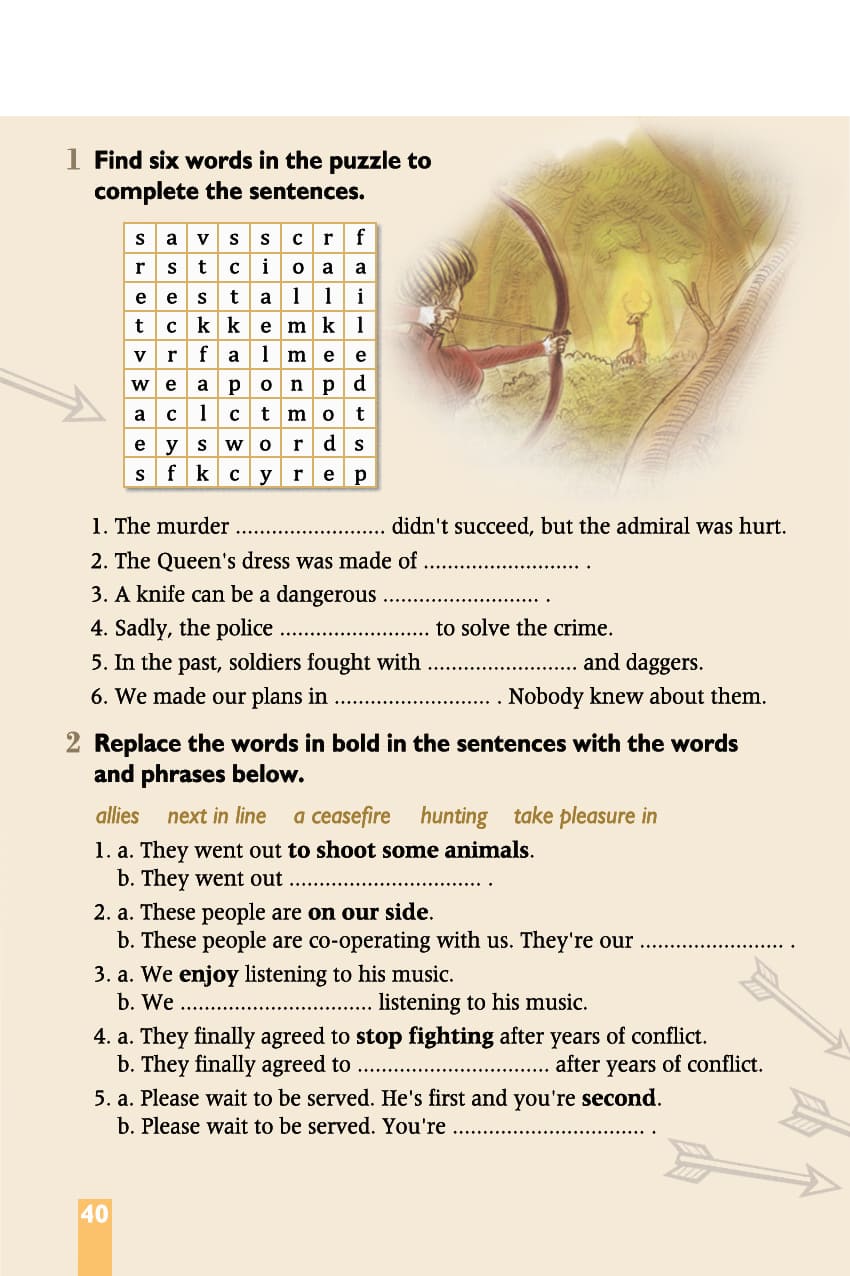 1 Find six words in the puzzle to
complete the sentences.
s a v s s c r f
r s t c i o a a
e e s t a l l i
t c k k e m k l
v r f a l m e e
w e a p o n p d
a c l c t m o t
e y s w o r d s
s f k c y r e p
1. The murder ......................... didn't succeed, but the admiral was hurt.
2. The Queen's dress was made of .......................... .
3. A knife can be a dangerous .......................... .
4. Sadly, the police ......................... to solve the crime.
5. In the past, soldiers fought with ......................... and daggers.
6. We made our plans in .......................... . Nobody knew about them.
2 Replace the words in bold in the sentences with the words
and phrases below.
allies next in line a ceasefire hunting take pleasure in
1. a. They went out to shoot some animals.
b. They went out ................................ .
2. a. These people are on our side.
b. These people are co-operating with us. They're our ........................ .
3. a. We enjoy listening to his music.
b. We ................................ listening to his music.
4. a. They finally agreed to stop fighting after years of conflict.
b. They finally agreed to ................................ after years of conflict.
5. a. Please wait to be served. He's first and you're second.
b. Please wait to be served. You're ................................ .
40